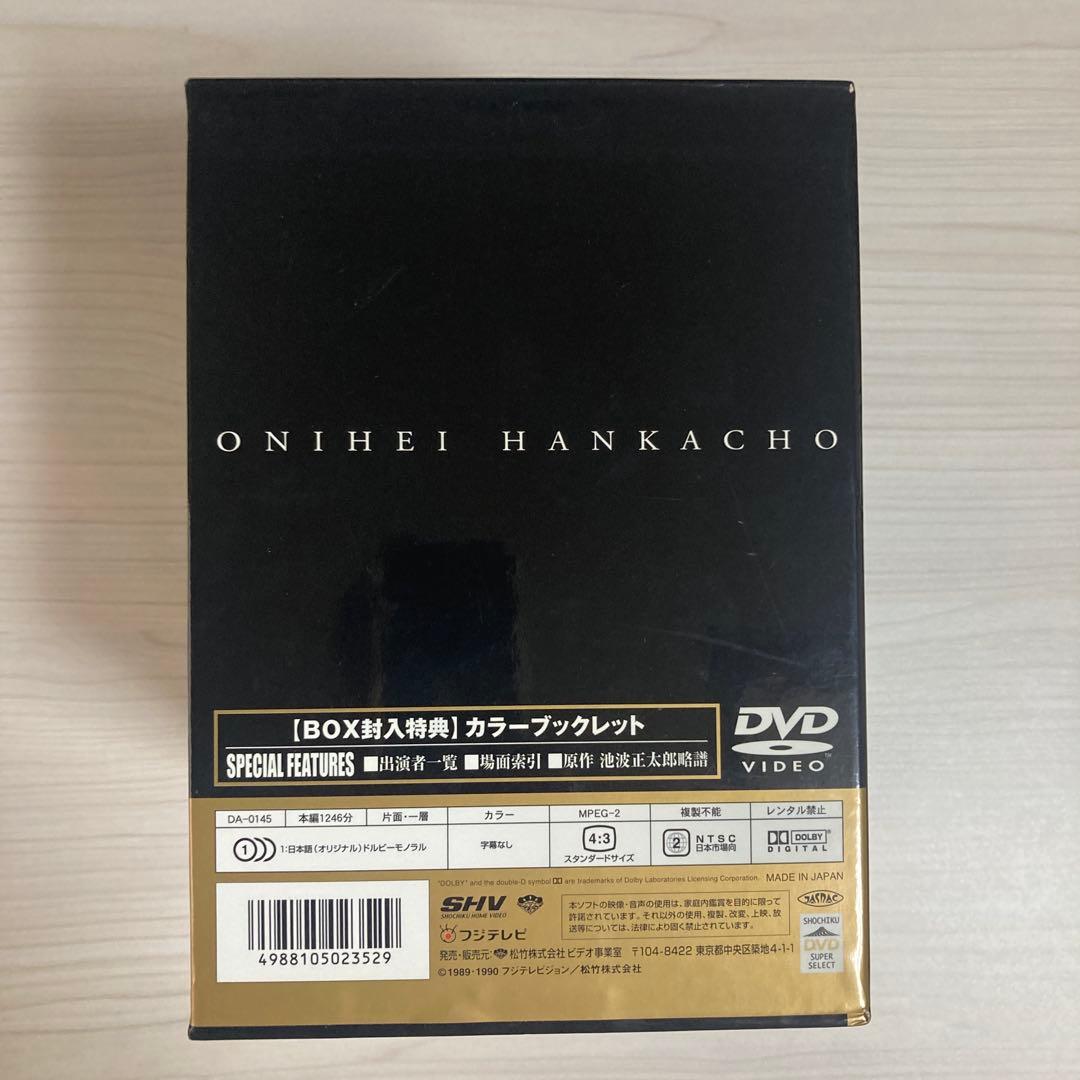 ONIHEI HANKACHO
【BOX封入特典】カラーブックレット
SPECIAL FEATURES ■出演者一覧 ■場面索引 ■原作 池波正太郎略譜
DVD
VIDEO
DA-0145 本編1246分 片面・一層 カラー MPEG-2 複製不能 レンタル禁止
1 1:日本語(オリジナル)ドルビーモノラル 字幕なし 4:3 スタンダードサイズ 2 NTSC 日本市場向 DOLBY DIGITAL
"DOLBY" and the double-D symbol are trademarks of Dolby Laboratories Licensing Corporation. MADE IN JAPAN
SHV
SHOCHIKU HOME VIDEO
本ソフトの映像・音声の使用は、家庭内鑑賞を目的に限って
許諾されています。それ以外の使用、複製、改変、上映、放
送等については、法律により固く禁止されています。
JASRAC
フジテレビ
発売・販売元: 松竹株式会社 ビデオ事業室 〒104-8422 東京都中央区築地4-1-1
©1989・1990 フジテレビジョン/松竹株式会社
SHOCHIKU
DVD
SUPER
SELECT
4988105023529